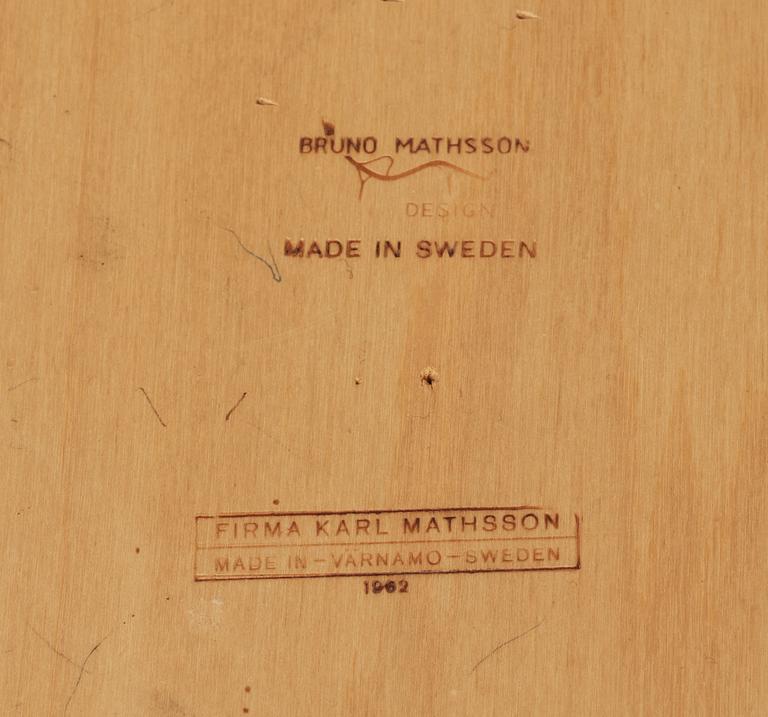 BRUNO MATHSSON
DESIGN
MADE IN SWEDEN
FIRMA KARL MATHSSON
MADE IN-VÄRNAMO-SWEDEN
1962